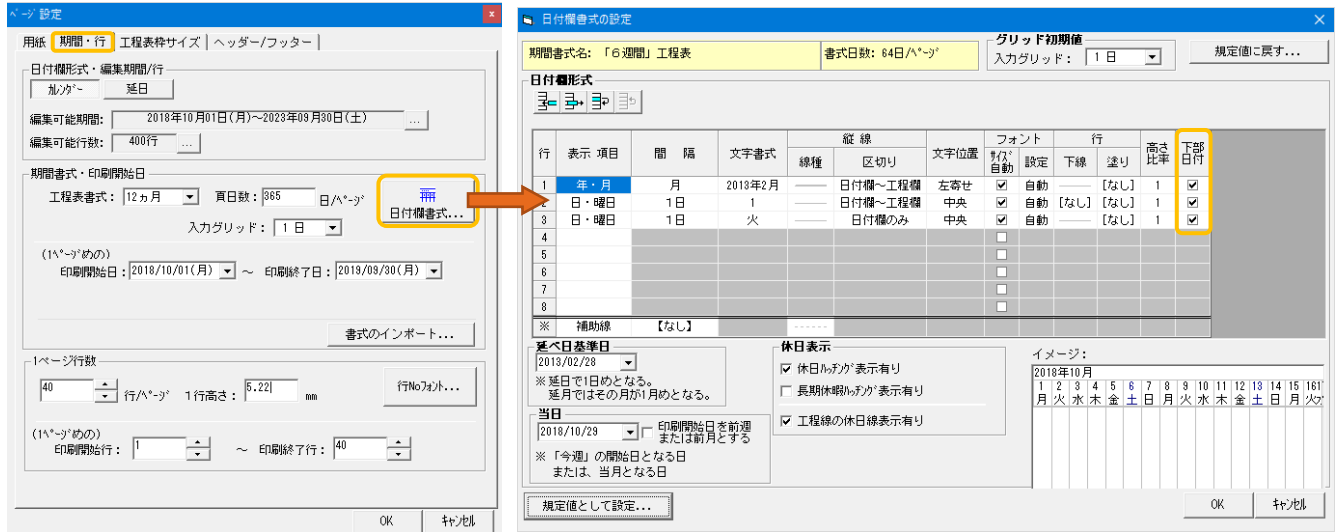 ﾍﾟｰｼﾞ設定
用紙 期間・行 工程表枠サイズ ヘッダー/フッター
日付欄形式・編集期間/行
ｶﾚﾝﾀﾞｰ 延日
編集可能期間: 2018年10月01日(月)～2023年09月30日(土) ...
編集可能行数: 400行 ...
期間書式・印刷開始日
工程表書式: 12ヵ月 頁日数: 365 日/ﾍﾟｰｼﾞ 日付欄書式...
入力グリッド: 1日
(1ﾍﾟｰｼﾞめの)
印刷開始日: 2018/10/01(月) ～ 印刷終了日: 2019/09/30(月)
書式のインポート...
1ページ行数
40 行/ﾍﾟｰｼﾞ 1行高さ: 5.22 mm 行Noﾌｫﾝﾄ...
(1ﾍﾟｰｼﾞめの)
印刷開始行: 1 ～ 印刷終了行: 40
OK ｷｬﾝｾﾙ
日付欄書式の設定
期間書式名: 「6週間」工程表 書式日数: 64日/ﾍﾟｰｼﾞ
グリッド初期値
入力グリッド: 1日
規定値に戻す...
日付欄形式
行 表示 項目 間 隔 文字書式 縦 線 文字位置 フォント 行 高さ比率 下部日付
線種 区切り ｻｲｽﾞ自動 設定 下線 塗り
1 年・月 月 2013年2月 日付欄～工程欄 左寄せ 自動 [なし] 1
2 日・曜日 1日 1 日付欄～工程欄 中央 自動 [なし] [なし] 1
3 日・曜日 1日 火 日付欄のみ 中央 自動 [なし] 1
4
5
6
7
8
※ 補助線 【なし】
延べ日基準日
2013/02/28
※延日で1日めとなる。
延月ではその月が1月めとなる。
当日
2018/10/29 印刷開始日を前週または前月とする
※「今週」の開始日となる日
または、当月となる日
休日表示
休日ﾊｯﾁﾝｸﾞ表示有り
長期休暇ﾊｯﾁﾝｸﾞ表示有り
工程線の休日線表示有り
イメージ:
2018年10月
1 2 3 4 5 6 7 8 9 10 11 12 13 14 15 16
月 火 水 木 金 土 日 月 火 水 木 金 土 日 月 火
規定値として設定...
OK ｷｬﾝｾﾙ